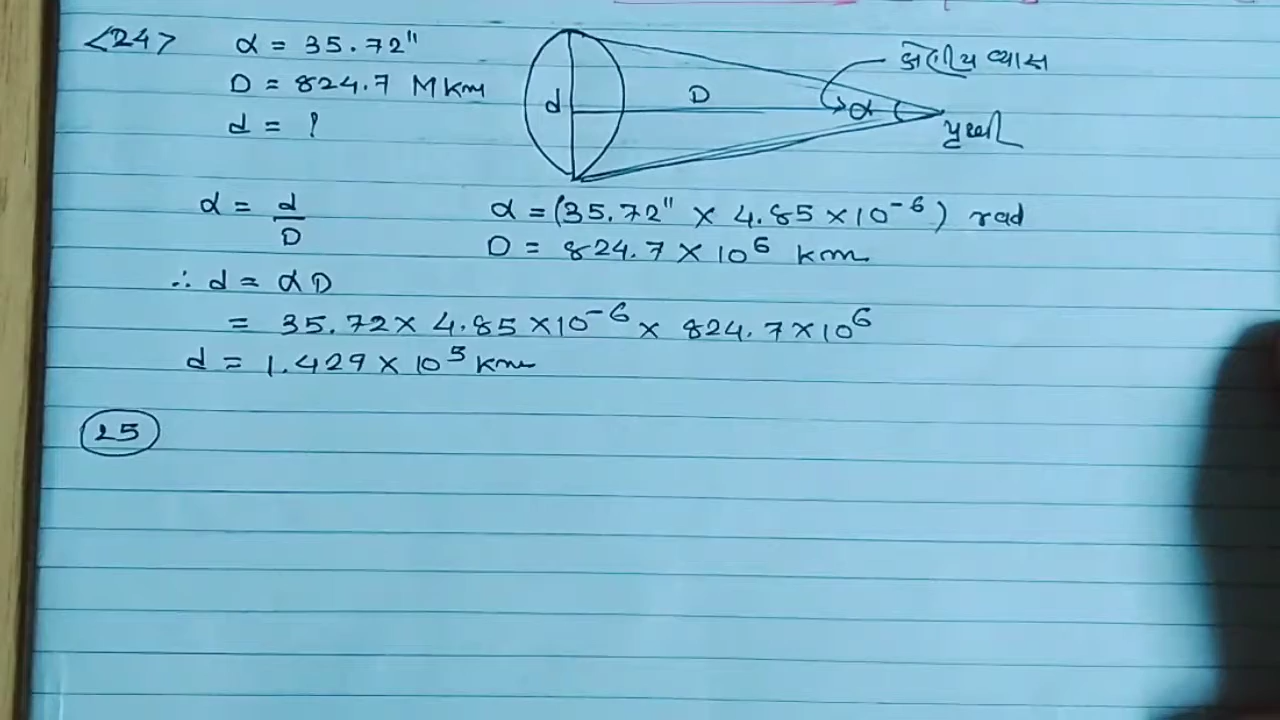 <24> α = 35.72"
D = 824.7 M Km
d = ?
d
D
α
कोणीय व्यास
पृथ्वी
α = d/D
α = (35.72" × 4.85 × 10⁻⁶) rad
D = 824.7 × 10⁶ km
∴ d = αD
= 35.72 × 4.85 × 10⁻⁶ × 824.7 × 10⁶
d = 1.429 × 10⁵ Km
25